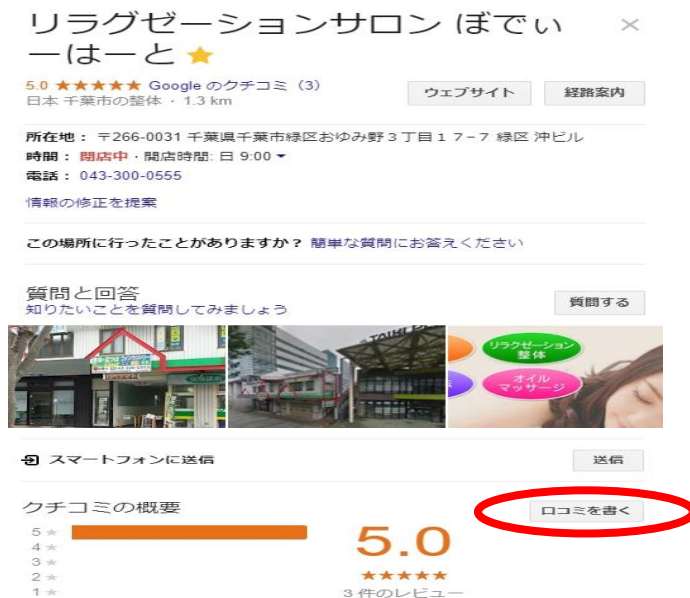 リラグゼーションサロン ぼでぃ
ーはーと
5.0 ★★★★★ Google のクチコミ（3）
日本 千葉市の整体 · 1.3 km
ウェブサイト
経路案内
所在地： 〒266-0031 千葉県千葉市緑区おゆみ野３丁目１７−７ 緑区 沖ビル
時間： 閉店中 · 開店時間: 日 9:00
電話： 043-300-0555
情報の修正を提案
この場所に行ったことがありますか？ 簡単な質問にお答えください
質問と回答
知りたいことを質問してみましょう
質問する
リラクゼーション
整体
オイル
マッサージ
スマートフォンに送信
送信
クチコミの概要
口コミを書く
5 ★
4 ★
3 ★
2 ★
1 ★
5.0
★★★★★
3 件のレビュー